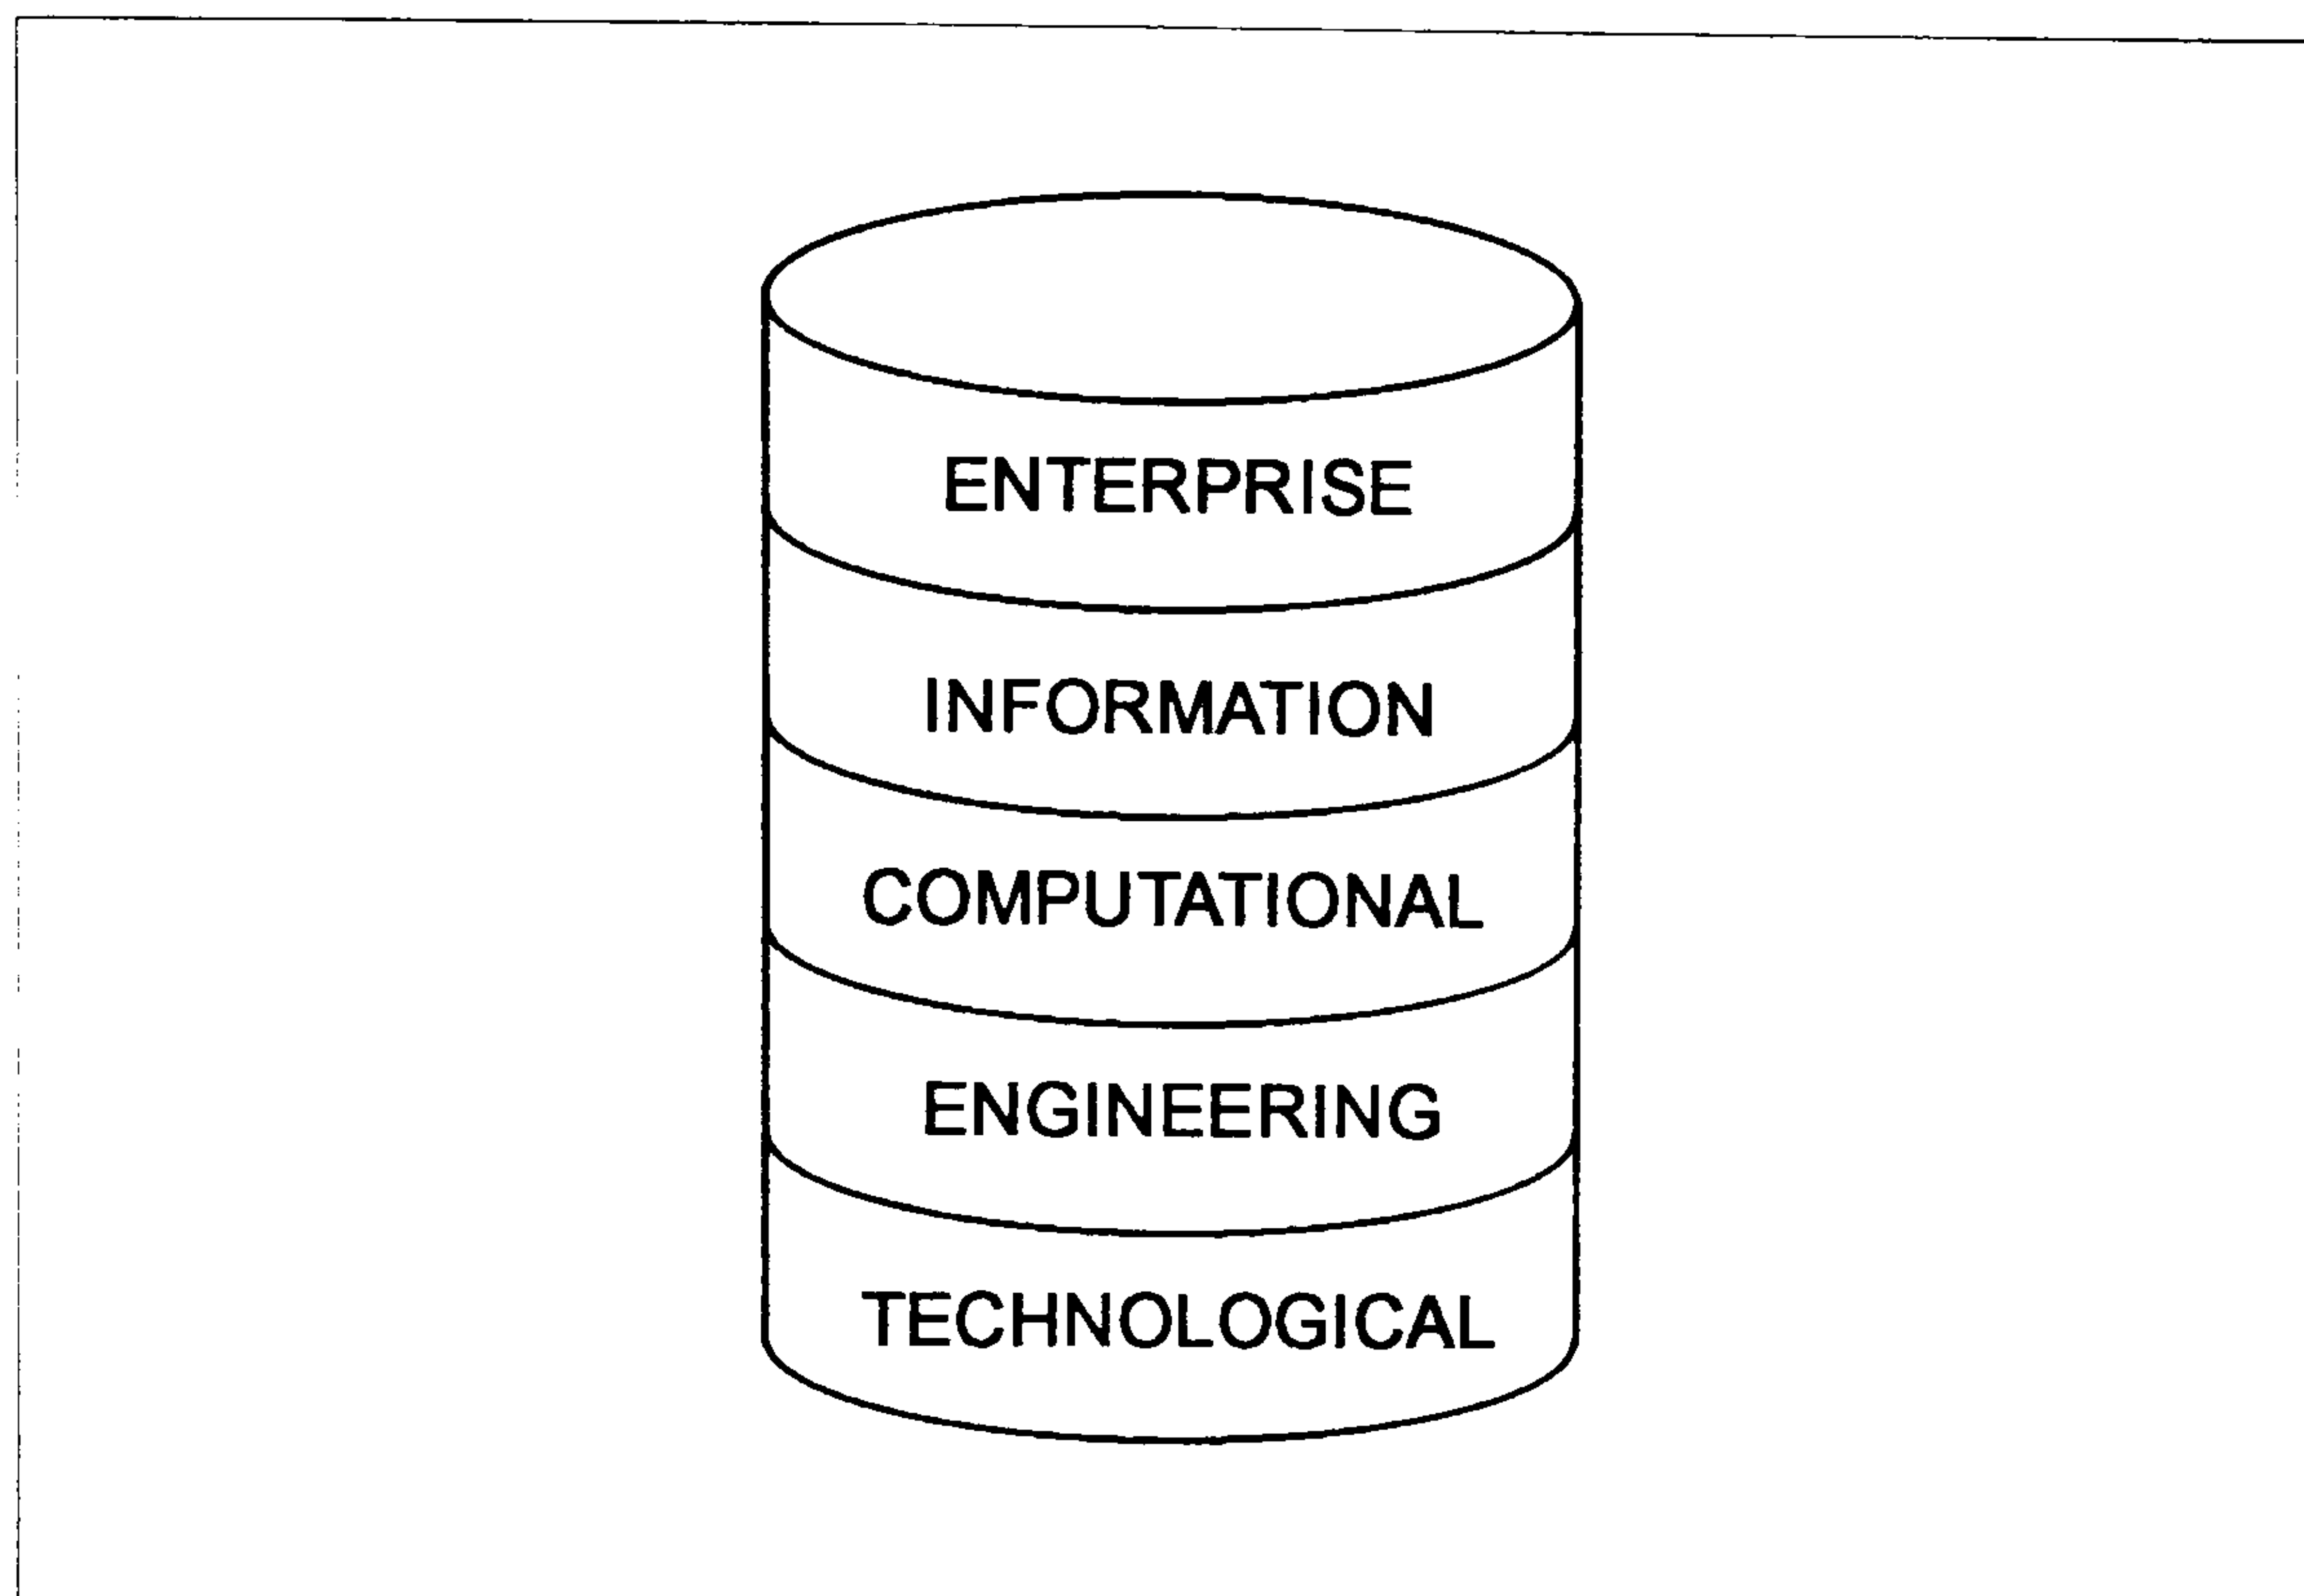 ENTERPRISE
INFORMATION
COMPUTATIONAL
ENGINEERING
TECHNOLOGICAL